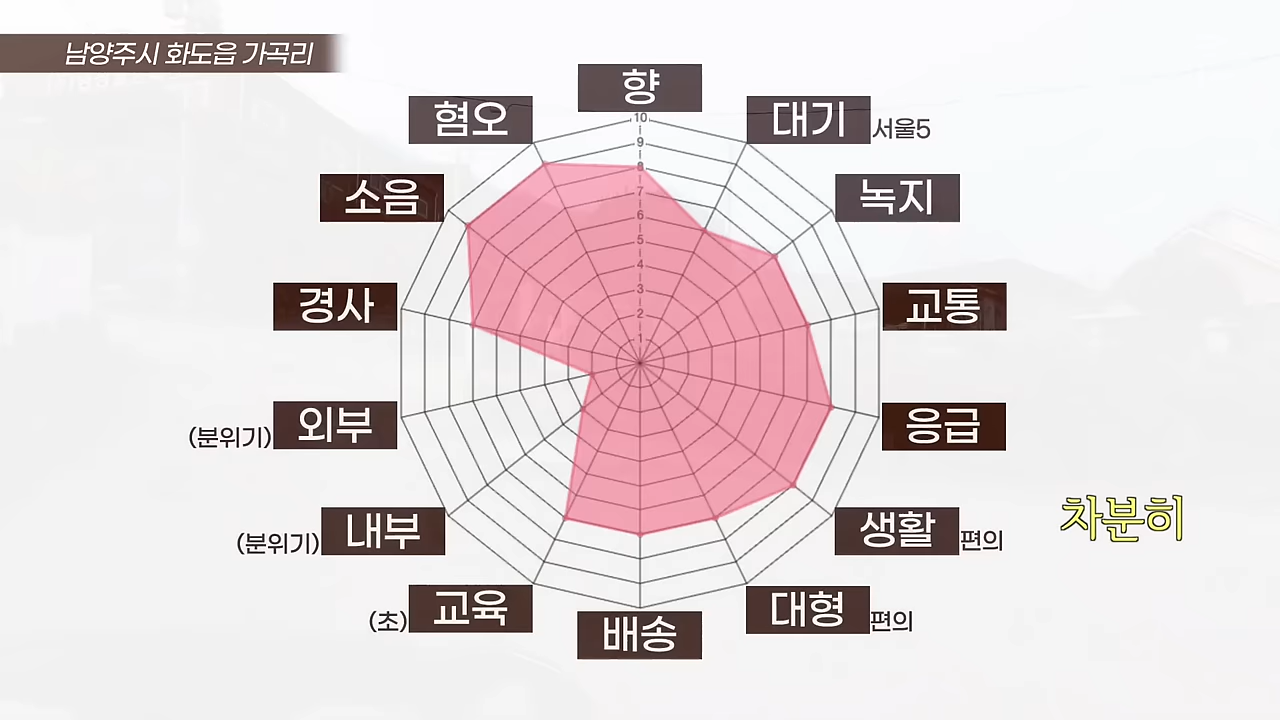 남양주시 화도읍 가곡리
향
혐오
대기 서울5
소음
녹지
경사
교통
(분위기) 외부
응급
(분위기) 내부
생활 편의
차분히
(초) 교육
대형 편의
배송
10
9
8
7
6
5
4
3
2
1